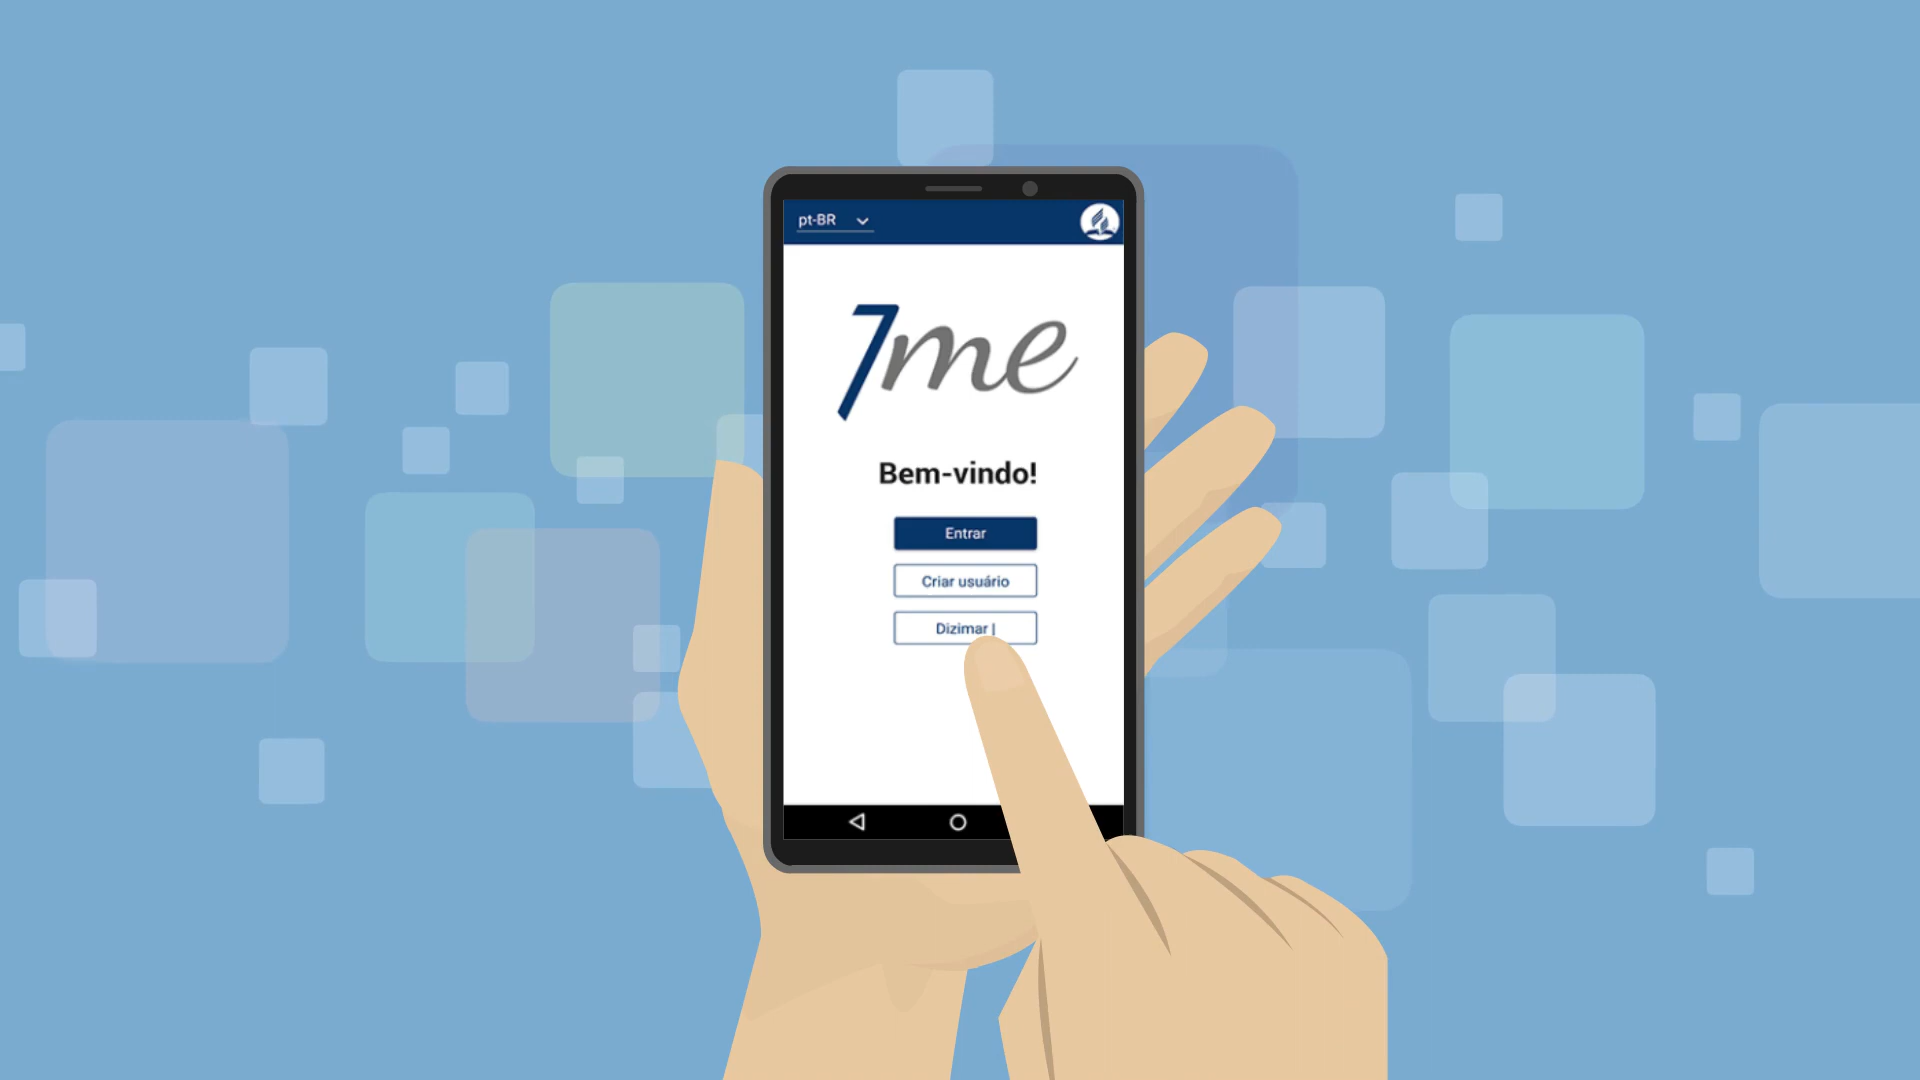 pt-BR
7me
Bem-vindo!
Entrar
Criar usuário
Dizimar |